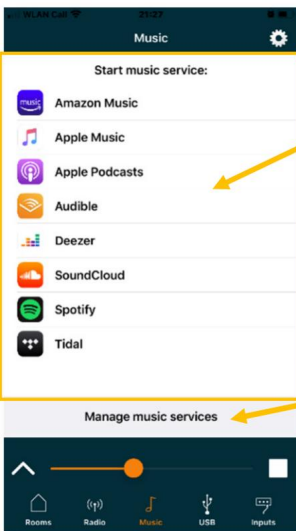 WLAN Call 21:27
Music
Start music service:
music
Amazon Music
Apple Music
Apple Podcasts
Audible
Deezer
SoundCloud
Spotify
Tidal
Manage music services
Rooms Radio Music USB Inputs